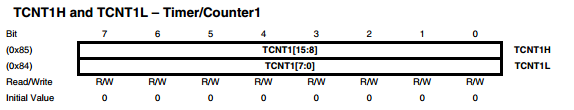 TCNT1H and TCNT1L – Timer/Counter1
Bit 7 6 5 4 3 2 1 0
(0x85) TCNT1[15:8] TCNT1H
(0x84) TCNT1[7:0] TCNT1L
Read/Write R/W R/W R/W R/W R/W R/W R/W R/W
Initial Value 0 0 0 0 0 0 0 0